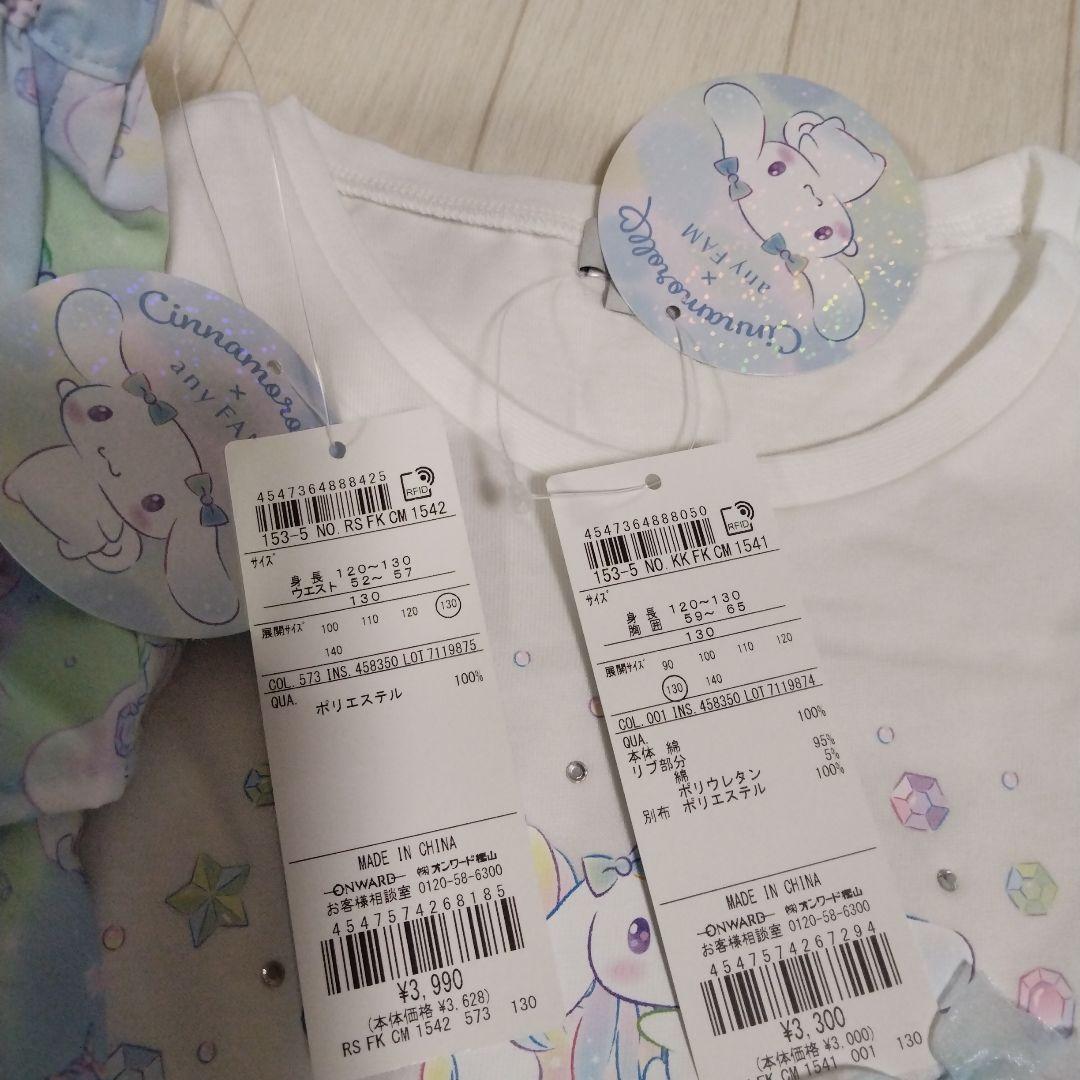 Cinnamoroll
×
any FAM
Cinnamoro
×
any FA
4547364888425
RFID
153-5 NO. RS FK CM 1542
サイズ
身長 120～130
ウエスト 52～ 57
130
展開サイズ 100 110 120 130
140
COL. 573 INS. 458350 LOT 7119875
QUA. 100%
ポリエステル
MADE IN CHINA
ONWARD ㈱オンワード樫山
お客様相談室 0120-58-6300
4547574268185
¥3,990
(本体価格 ¥3,628)
RS FK CM 1542 573 130
4547364888050
RFID
153-5 NO. KK FK CM 1541
サイズ
身長 120～130
胸囲 59～ 65
130
展開サイズ 90 100 110 120
130 140
COL. 001 INS. 458350 LOT 7119874
QUA.
本体 綿 100%
リブ部分
綿 95%
ポリウレタン 5%
別布 ポリエステル 100%
MADE IN CHINA
ONWARD ㈱オンワード樫山
お客様相談室 0120-58-6300
4547574267294
¥3,300
(本体価格 ¥3,000)
FK CM 1541 001 130